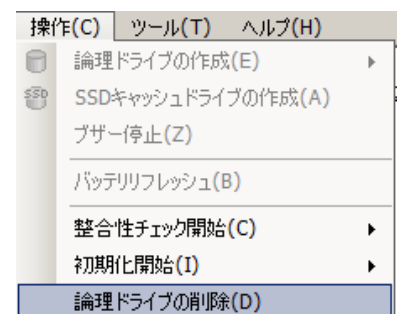 操作(C) ツール(T) ヘルプ(H)
論理ドライブの作成(E)
SSD SSDキャッシュドライブの作成(A)
ブザー停止(Z)
バッテリリフレッシュ(B)
整合性チェック開始(C)
初期化開始(I)
論理ドライブの削除(D)